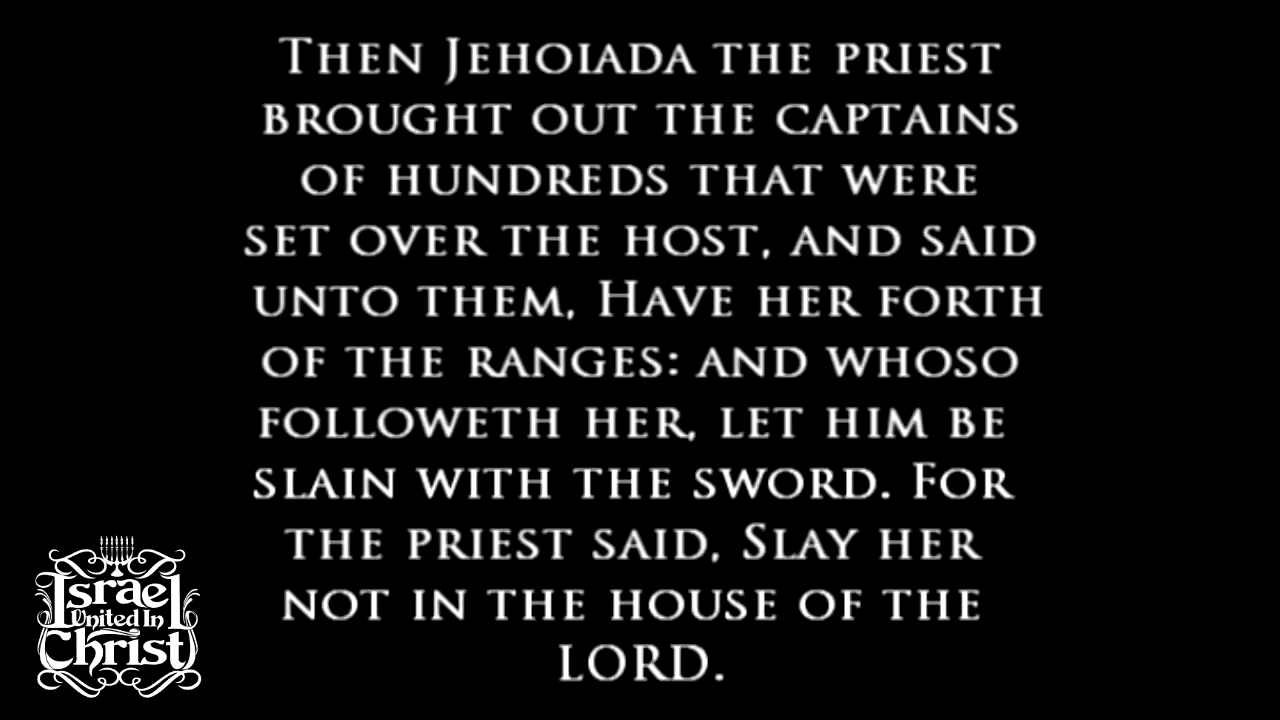 Then Jehoiada the priest
brought out the captains
of hundreds that were
set over the host, and said
unto them, Have her forth
of the ranges: and whoso
followeth her, let him be
slain with the sword. For
the priest said, Slay her
not in the house of the
LORD.
Israel
United In
Christ